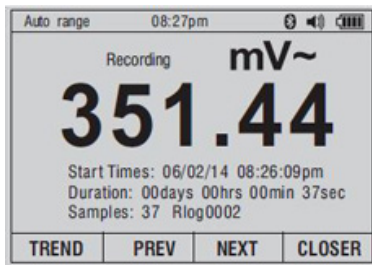 Auto range 08:27pm
Recording mV~
351.44
Start Times: 06/02/14 08:26:09pm
Duration: 00days 00hrs 00min 37sec
Samples: 37 Rlog0002
TREND PREV NEXT CLOSER